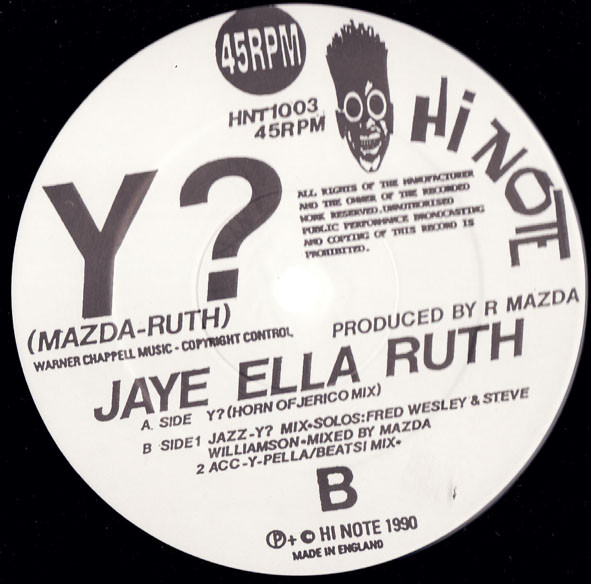 45RPM
HNT1003
45RPM
HI NOTE
Y?
ALL RIGHTS OF THE MANUFACTURER
AND THE OWNER OF THE RECORDED
WORK RESERVED.UNAUTHORISED
PUBLIC PERFORMANCE BROADCASTING
AND COPYING OF THIS RECORD IS
PROHIBITED.
(MAZDA-RUTH)
WARNER CHAPPELL MUSIC - COPYRIGHT CONTROL
PRODUCED BY R MAZDA
JAYE ELLA RUTH
A. SIDE Y? (HORN OF JERICO MIX)
B SIDE1 JAZZ-Y? MIX•SOLOS:FRED WESLEY & STEVE
WILLIAMSON•MIXED BY MAZDA
2 ACC-Y-PELLA/BEATS! MIX•
B
℗+ © HI NOTE 1990
MADE IN ENGLAND